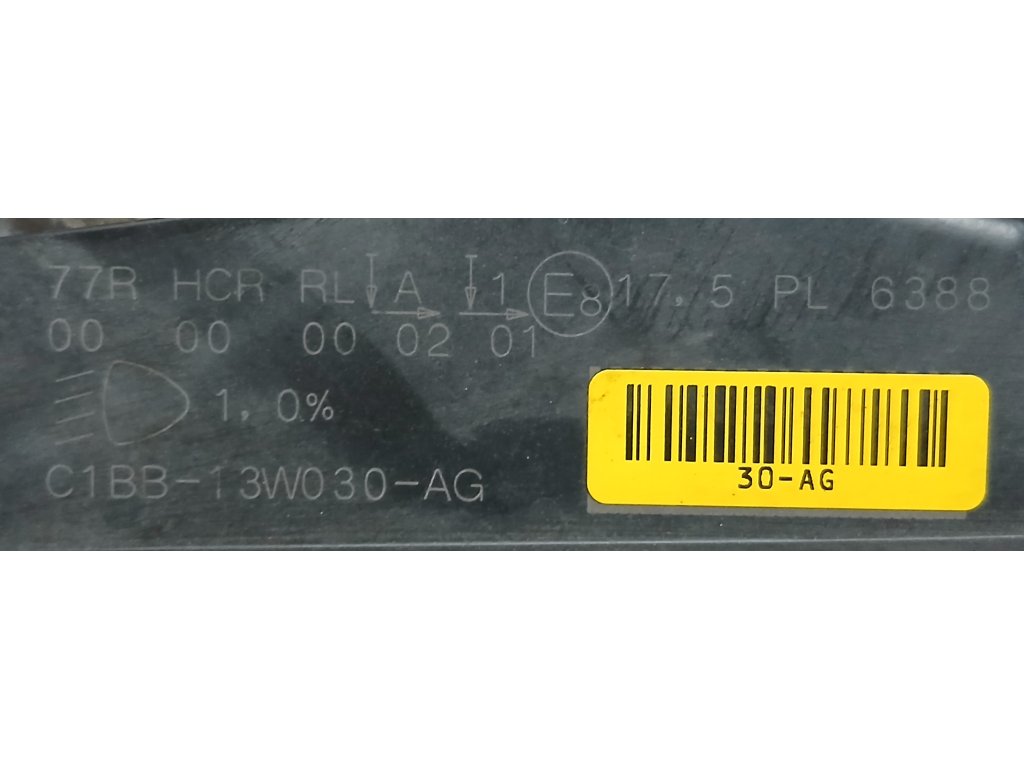 77R HCR RL A 1 E8 17.5 PL 6388
00 00 00 02 01
1.0%
C1BB-13W030-AG
30-AG